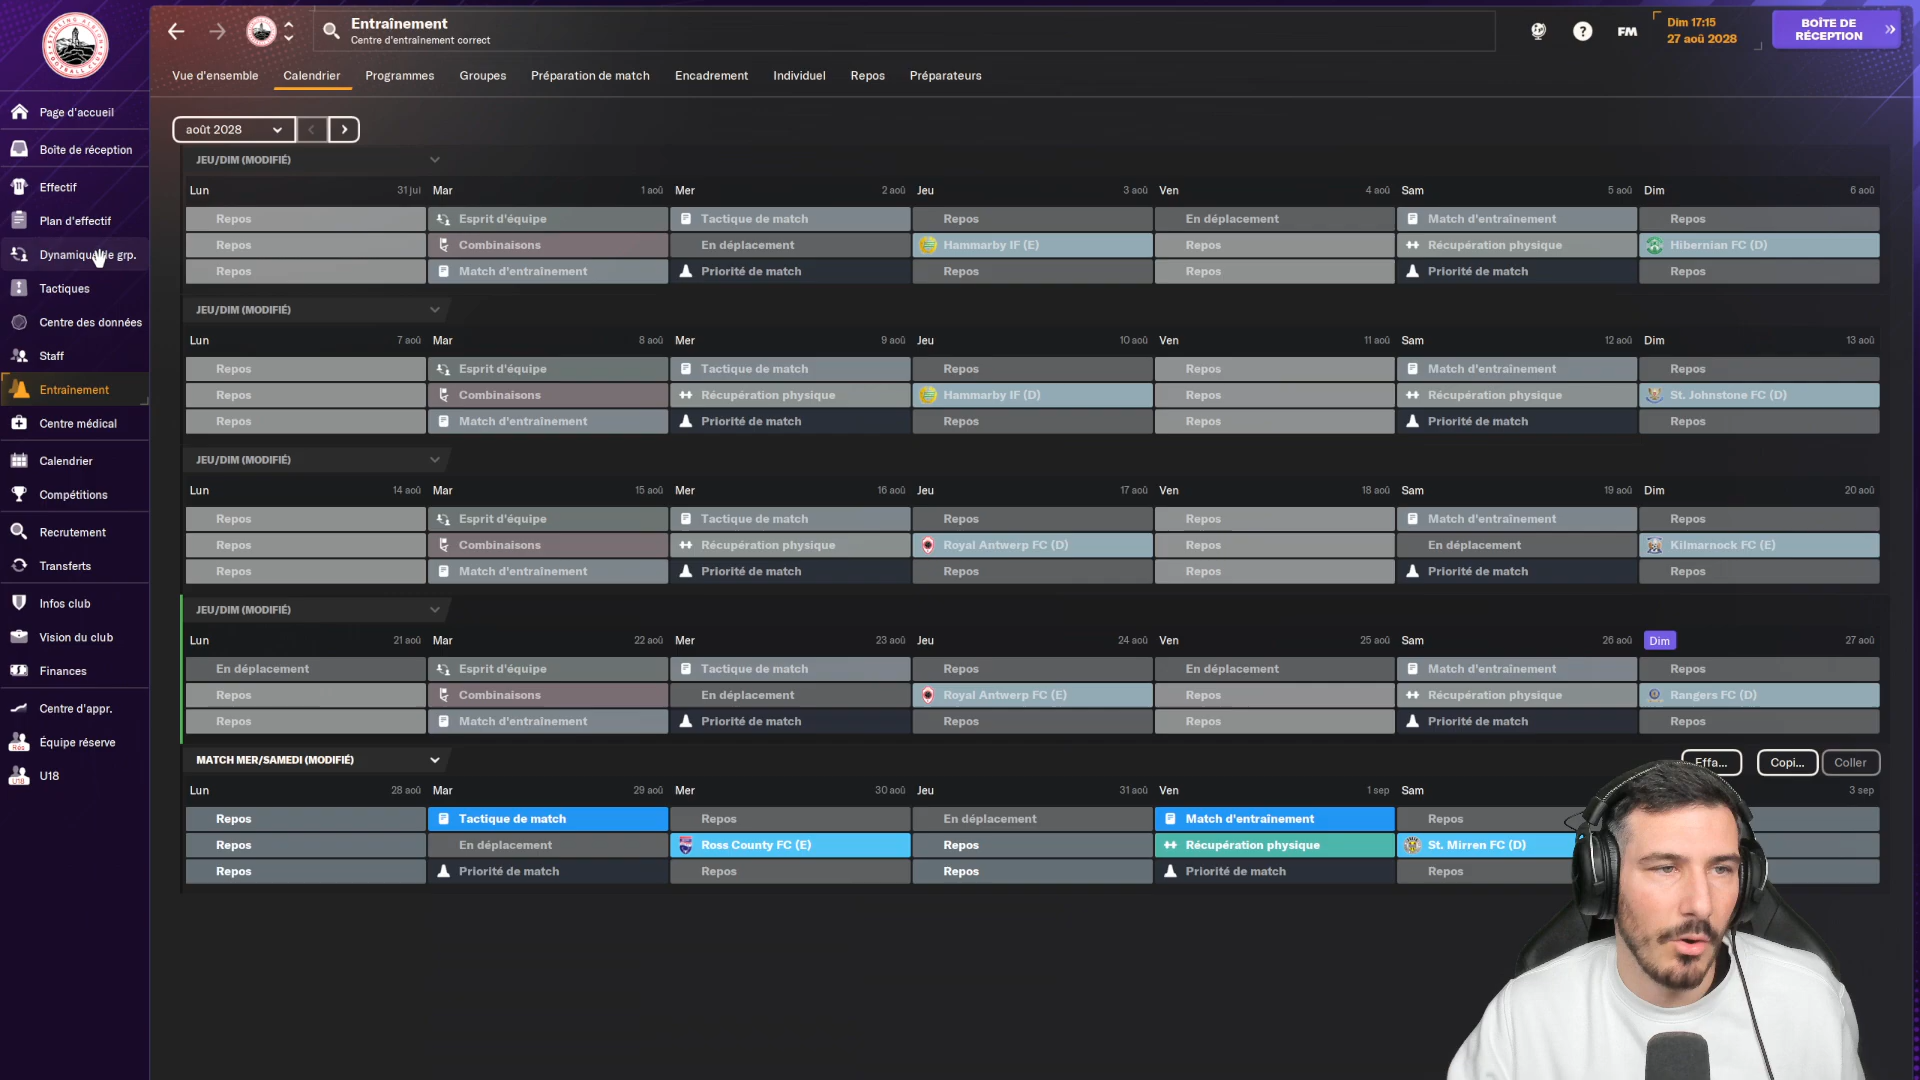 Entraînement
Centre d'entraînement correct
FM
Dim 17:15
27 aoû 2028
BOÎTE DE
RÉCEPTION
Vue d'ensemble Calendrier Programmes Groupes Préparation de match Encadrement Individuel Repos Préparateurs
Page d'accueil
Boîte de réception
Effectif
Plan d'effectif
Dynamique de grp.
Tactiques
Centre des données
Staff
Entraînement
Centre médical
Calendrier
Compétitions
Recrutement
Transferts
Infos club
Vision du club
Finances
Centre d'appr.
Équipe réserve
U18
août 2028
JEU/DIM (MODIFIÉ)
Lun 31 jui Mar 1 aoû Mer 2 aoû Jeu 3 aoû Ven 4 aoû Sam 5 aoû Dim 6 aoû
Repos Esprit d'équipe Tactique de match Repos En déplacement Match d'entraînement Repos
Repos Combinaisons En déplacement Hammarby IF (E) Repos Récupération physique Hibernian FC (D)
Repos Match d'entraînement Priorité de match Repos Repos Priorité de match Repos
JEU/DIM (MODIFIÉ)
Lun 7 aoû Mar 8 aoû Mer 9 aoû Jeu 10 aoû Ven 11 aoû Sam 12 aoû Dim 13 aoû
Repos Esprit d'équipe Tactique de match Repos Repos Match d'entraînement Repos
Repos Combinaisons Récupération physique Hammarby IF (D) Repos Récupération physique St. Johnstone FC (D)
Repos Match d'entraînement Priorité de match Repos Repos Priorité de match Repos
JEU/DIM (MODIFIÉ)
Lun 14 aoû Mar 15 aoû Mer 16 aoû Jeu 17 aoû Ven 18 aoû Sam 19 aoû Dim 20 aoû
Repos Esprit d'équipe Tactique de match Repos Repos Match d'entraînement Repos
Repos Combinaisons Récupération physique Royal Antwerp FC (D) Repos En déplacement Kilmarnock FC (E)
Repos Match d'entraînement Priorité de match Repos Repos Priorité de match Repos
JEU/DIM (MODIFIÉ)
Lun 21 aoû Mar 22 aoû Mer 23 aoû Jeu 24 aoû Ven 25 aoû Sam 26 aoû Dim 27 aoû
En déplacement Esprit d'équipe Tactique de match Repos En déplacement Match d'entraînement Repos
Repos Combinaisons En déplacement Royal Antwerp FC (E) Repos Récupération physique Rangers FC (D)
Repos Match d'entraînement Priorité de match Repos Repos Priorité de match Repos
MATCH MER/SAMEDI (MODIFIÉ) Effa... Copi... Coller
Lun 28 aoû Mar 29 aoû Mer 30 aoû Jeu 31 aoû Ven 1 sep Sam 3 sep
Repos Tactique de match Repos En déplacement Match d'entraînement Repos
Repos En déplacement Ross County FC (E) Repos Récupération physique St. Mirren FC (D)
Repos Priorité de match Repos Repos Priorité de match Repos